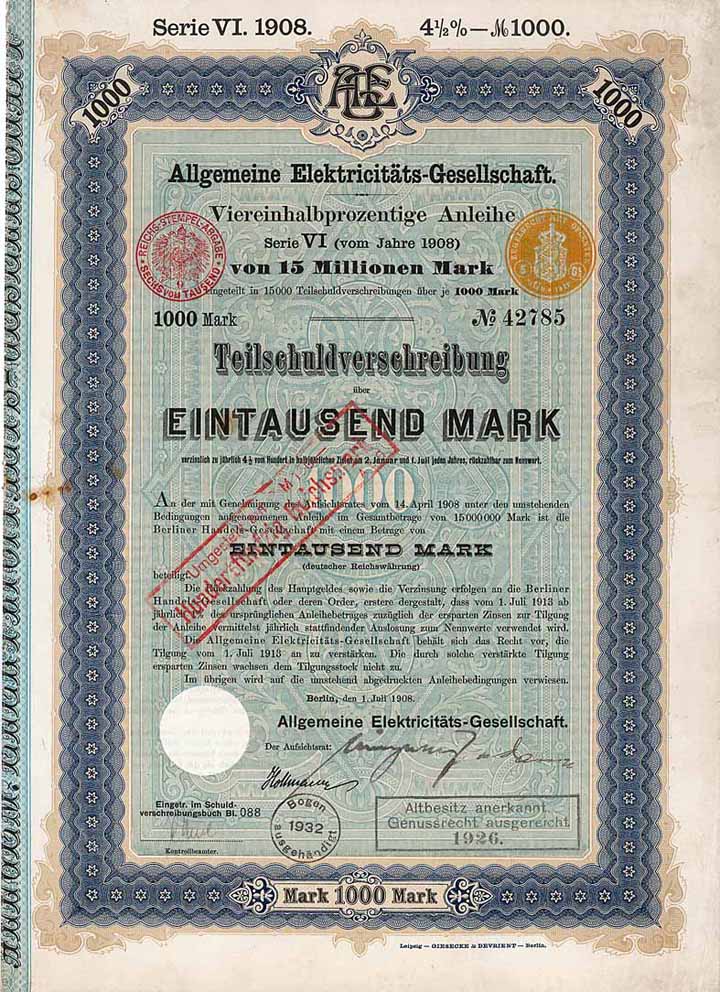 Serie VI. 1908. 4½% — ℳ 1000.
AEG
1000 1000
Allgemeine Elektricitäts-Gesellschaft.
Viereinhalbprozentige Anleihe
Serie VI (vom Jahre 1908)
von 15 Millionen Mark
eingeteilt in 15000 Teilschuldverschreibungen über je 1000 Mark
REICHS-STEMPEL-ABGABE
SECHS VOM TAUSEND
1000 Mark № 42785
Teilschuldverschreibung
über
EINTAUSEND MARK
verzinslich zu jährlich 4½ vom Hundert in halbjährlichen Zielen am 2. Januar und 1. Juli jeden Jahres, rückzahlbar zum Nennwert.
1000
An der mit Genehmigung des Aufsichtsrates vom 14. April 1908 unter den umstehenden
Bedingungen aufgenommenen Anleihe im Gesamtbetrage von 15000000 Mark ist die
Berliner Handels-Gesellschaft mit einem Betrage von
EINTAUSEND MARK
(deutscher Reichswährung)
beteiligt.
Umgestellt
Die Rückzahlung des Hauptgeldes sowie die Verzinsung erfolgen an die Berliner
Handels-Gesellschaft oder deren Order, erstere dergestalt, dass vom 1. Juli 1913 ab
jährlich des ursprünglichen Anleihebetrages zuzüglich der ersparten Zinsen zur Tilgung
der Anleihe vermittelst jährlich stattfindender Auslosung zum Nennwerte verwendet wird.
Die Allgemeine Elektricitäts-Gesellschaft behält sich das Recht vor, die
Tilgung vom 1. Juli 1913 an zu verstärken. Die durch solche verstärkte Tilgung
ersparten Zinsen wachsen dem Tilgungsstock nicht zu.
Im übrigen wird auf die umstehend abgedruckten Anleihebedingungen verwiesen.
Berlin, den 1. Juli 1908.
Allgemeine Elektricitäts-Gesellschaft.
Der Aufsichtsrat:
Eingetr. im Schuld-
verschreibungsbuch Bl. 088
Kontrollbeamter.
Bogen
1932
ausgehändigt
Altbesitz anerkannt.
Genussrecht ausgereicht
1926.
Mark 1000 Mark
Leipzig — GIESECKE & DEVRIENT — Berlin.